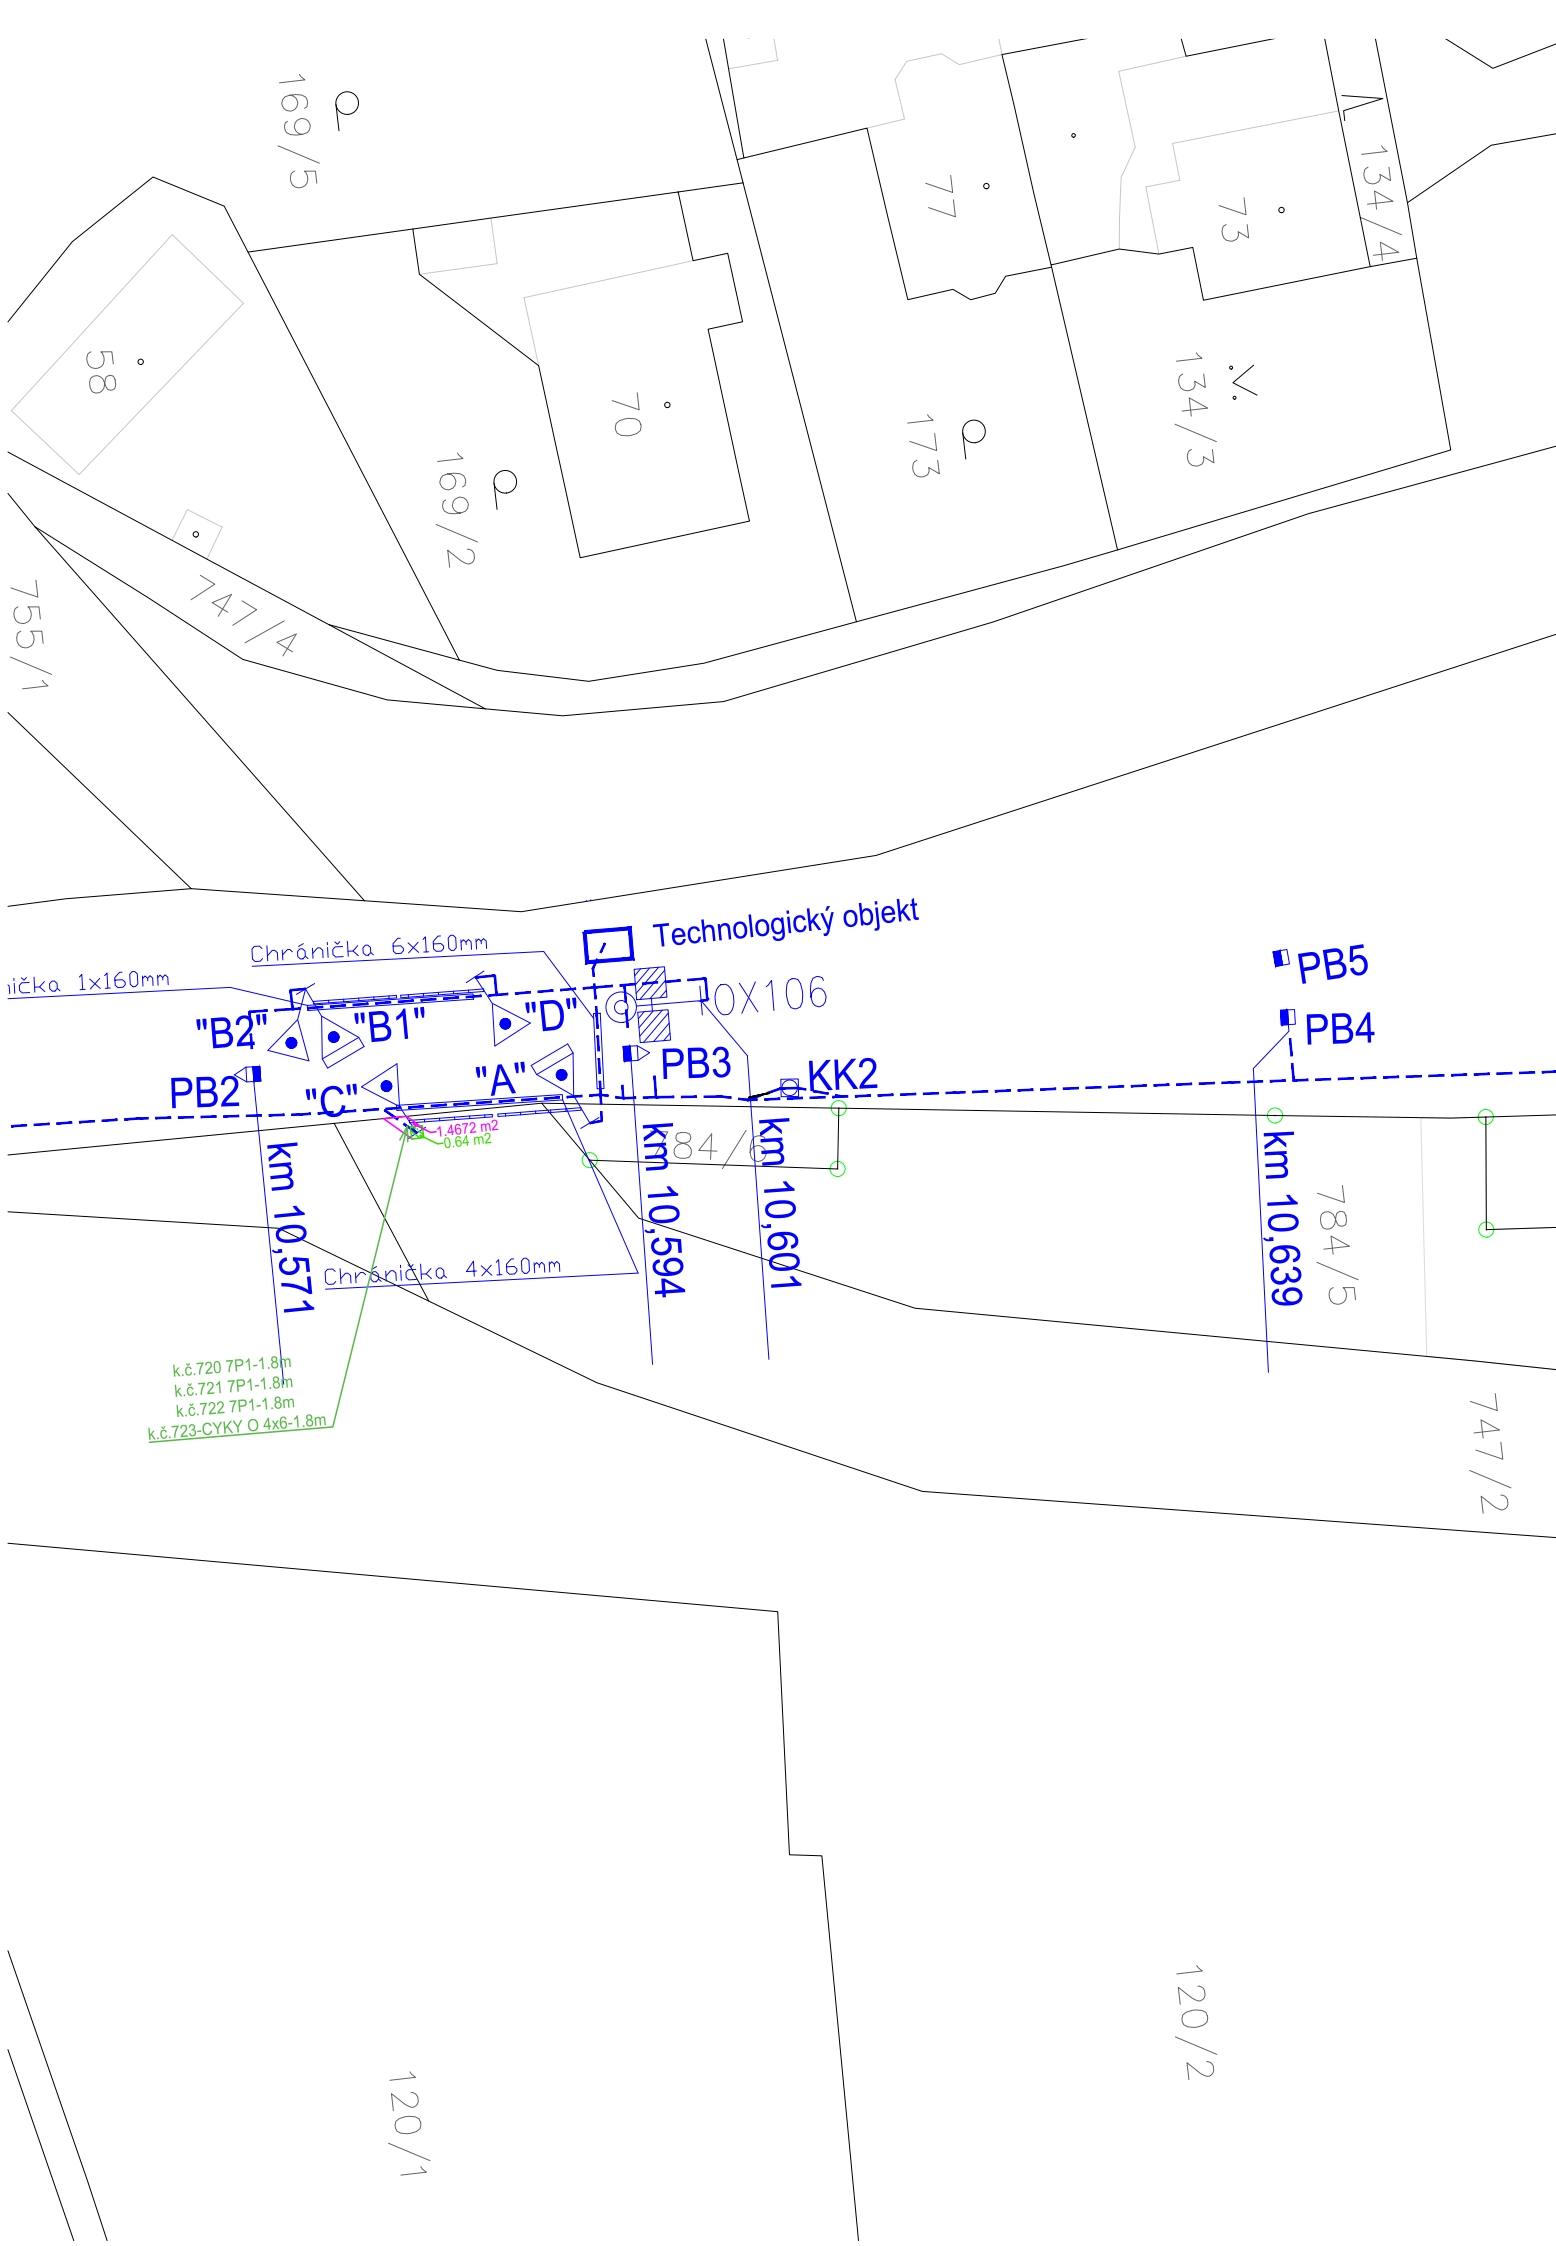 169/5
134/4
77
73
58
70
134/3
173
169/2
747/4
755/1
Technologický objekt
Chránička 6x160mm
ička 1x160mm
PB5
"B2"
"B1"
"D"
OX106
PB4
PB2
"C"
"A"
PB3
KK2
1.4672 m2
0.64 m2
784/6
km 10,571
km 10,594
km 10,601
km 10,639
784/5
Chránička 4x160mm
k.č.720 7P1-1.8m
k.č.721 7P1-1.8m
k.č.722 7P1-1.8m
k.č.723-CYKY O 4x6-1.8m
747/2
120/2
120/1